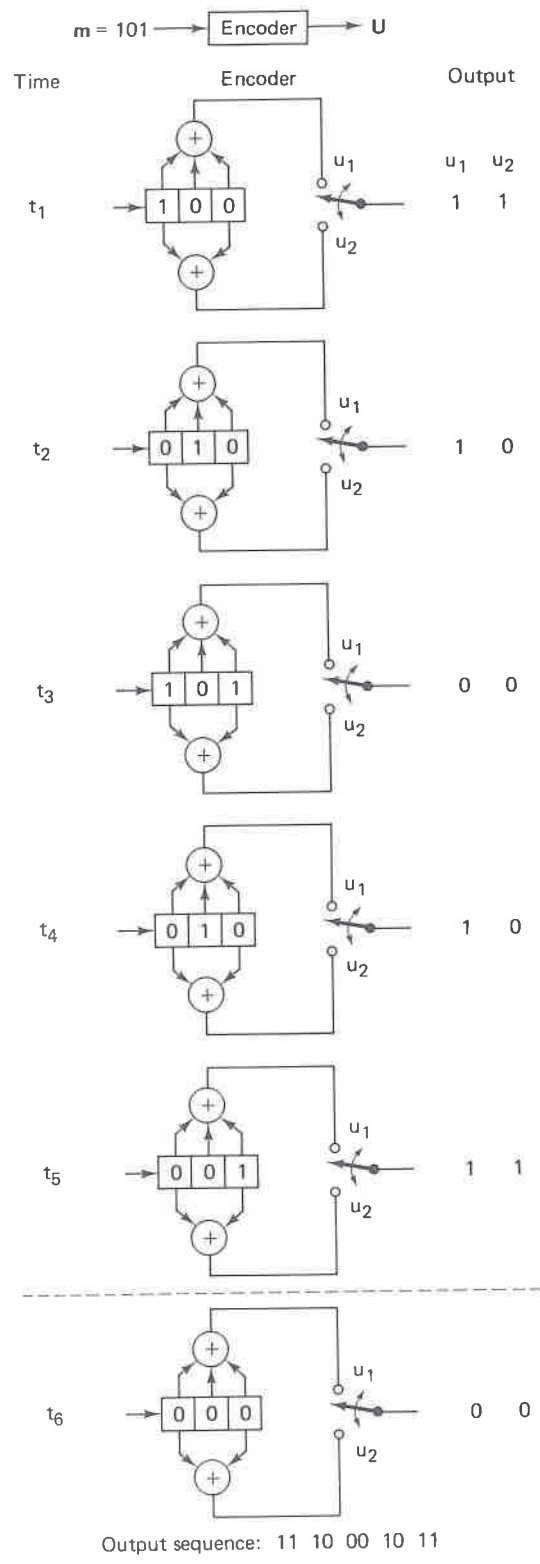 m = 101 Encoder U
Time Encoder Output
u1 u2
+
u1
t1 1 0 0 1 1
u2
+
+
u1
t2 0 1 0 1 0
u2
+
+
u1
t3 1 0 1 0 0
u2
+
+
u1
t4 0 1 0 1 0
u2
+
+
u1
t5 0 0 1 1 1
u2
+
+
u1
t6 0 0 0 0 0
u2
+
Output sequence: 11 10 00 10 11